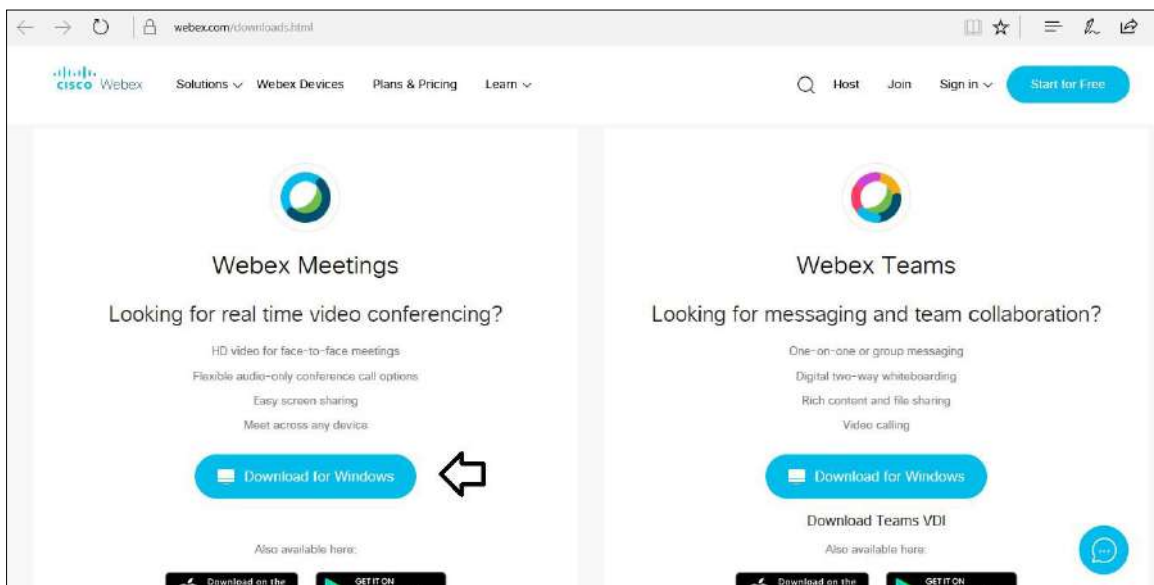 webex.com/downloads.html
CISCO Webex Solutions Webex Devices Plans & Pricing Learn Host Join Sign in Start for Free
Webex Meetings
Looking for real time video conferencing?
HD video for face-to-face meetings
Flexible audio-only conference call options
Easy screen sharing
Meet across any device
Download for Windows
Also available here:
Download on the
GET IT ON
Webex Teams
Looking for messaging and team collaboration?
One-on-one or group messaging
Digital two-way whiteboarding
Rich content and file sharing
Video calling
Download for Windows
Download Teams VDI
Also available here:
Download on the
GET IT ON